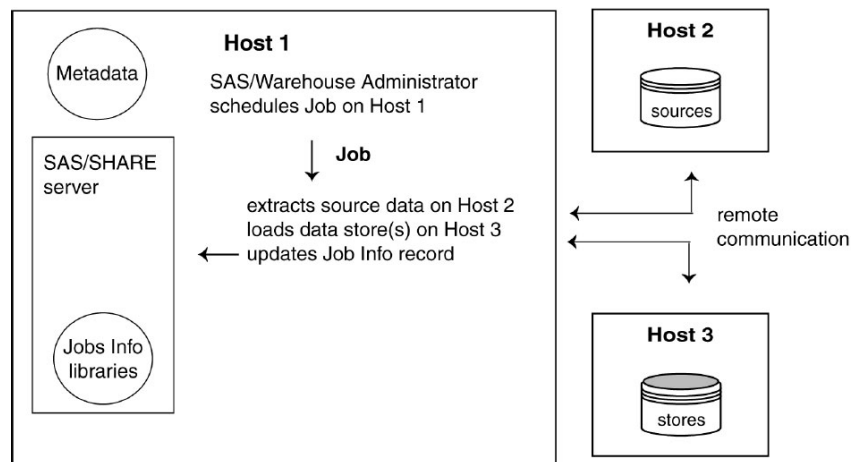 Host 1
Metadata
SAS/Warehouse Administrator
schedules Job on Host 1
Job
SAS/SHARE
server
extracts source data on Host 2
loads data store(s) on Host 3
updates Job Info record
Jobs Info
libraries
Host 2
sources
remote
communication
Host 3
stores